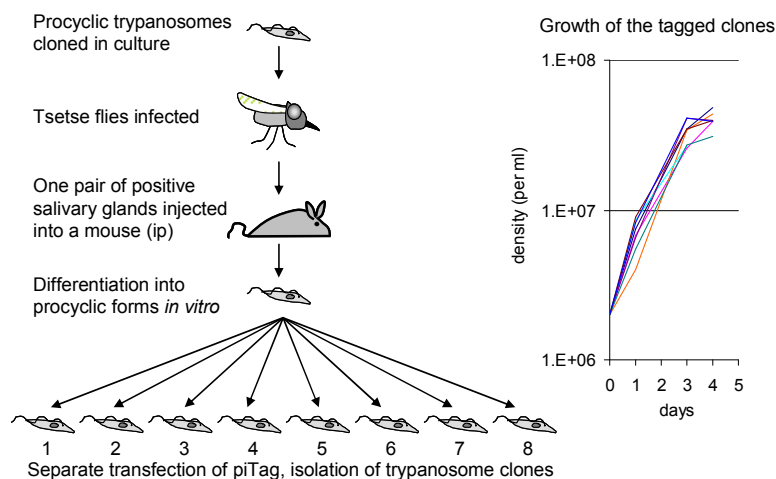 Procyclic trypanosomes
cloned in culture
Tsetse flies infected
One pair of positive
salivary glands injected
into a mouse (ip)
Differentiation into
procyclic forms in vitro
1 2 3 4 5 6 7 8
Separate transfection of piTag, isolation of trypanosome clones
Growth of the tagged clones
1.E+08
1.E+07
1.E+06
density (per ml)
0 1 2 3 4 5
days